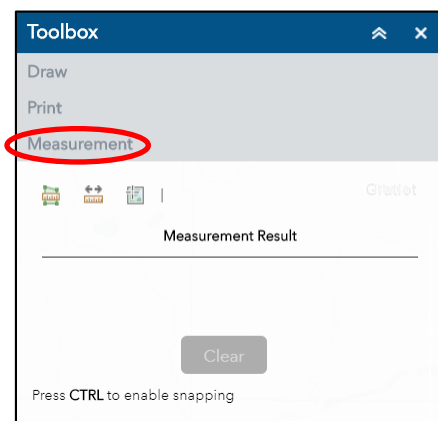 Toolbox
Draw
Print
Measurement
Measurement Result
Clear
Press CTRL to enable snapping